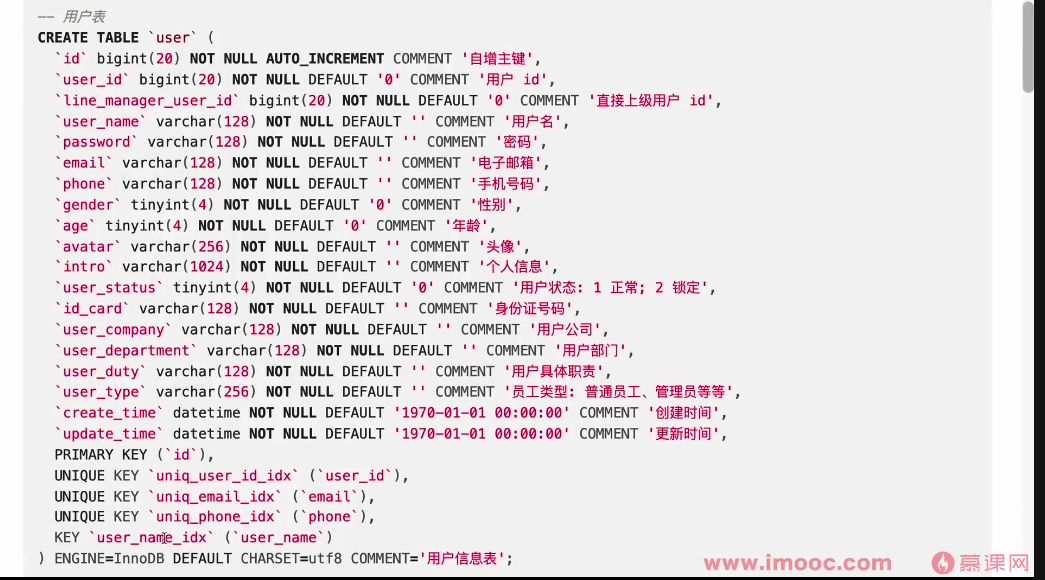 -- 用户表
CREATE TABLE `user` (
`id` bigint(20) NOT NULL AUTO_INCREMENT COMMENT '自增主键',
`user_id` bigint(20) NOT NULL DEFAULT '0' COMMENT '用户 id',
`line_manager_user_id` bigint(20) NOT NULL DEFAULT '0' COMMENT '直接上级用户 id',
`user_name` varchar(128) NOT NULL DEFAULT '' COMMENT '用户名',
`password` varchar(128) NOT NULL DEFAULT '' COMMENT '密码',
`email` varchar(128) NOT NULL DEFAULT '' COMMENT '电子邮箱',
`phone` varchar(128) NOT NULL DEFAULT '' COMMENT '手机号码',
`gender` tinyint(4) NOT NULL DEFAULT '0' COMMENT '性别',
`age` tinyint(4) NOT NULL DEFAULT '0' COMMENT '年龄',
`avatar` varchar(256) NOT NULL DEFAULT '' COMMENT '头像',
`intro` varchar(1024) NOT NULL DEFAULT '' COMMENT '个人信息',
`user_status` tinyint(4) NOT NULL DEFAULT '0' COMMENT '用户状态: 1 正常; 2 锁定',
`id_card` varchar(128) NOT NULL DEFAULT '' COMMENT '身份证号码',
`user_company` varchar(128) NOT NULL DEFAULT '' COMMENT '用户公司',
`user_department` varchar(128) NOT NULL DEFAULT '' COMMENT '用户部门',
`user_duty` varchar(128) NOT NULL DEFAULT '' COMMENT '用户具体职责',
`user_type` varchar(256) NOT NULL DEFAULT '' COMMENT '员工类型: 普通员工、管理员等等',
`create_time` datetime NOT NULL DEFAULT '1970-01-01 00:00:00' COMMENT '创建时间',
`update_time` datetime NOT NULL DEFAULT '1970-01-01 00:00:00' COMMENT '更新时间',
PRIMARY KEY (`id`),
UNIQUE KEY `uniq_user_id_idx` (`user_id`),
UNIQUE KEY `uniq_email_idx` (`email`),
UNIQUE KEY `uniq_phone_idx` (`phone`),
KEY `user_name_idx` (`user_name`)
) ENGINE=InnoDB DEFAULT CHARSET=utf8 COMMENT='用户信息表';
www.imooc.com 慕课网